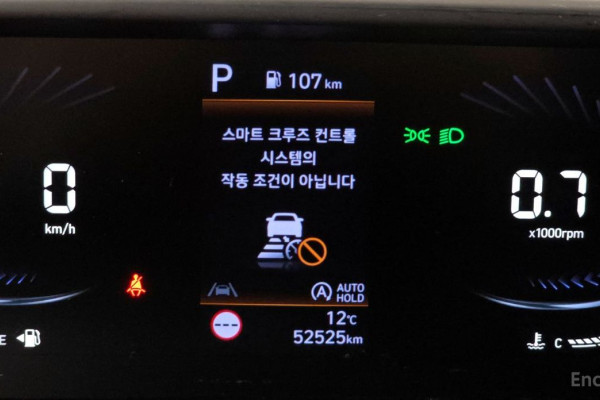 P 107 km
스마트 크루즈 컨트롤
시스템의
작동 조건이 아닙니다
0
km/h
0.7
x1000rpm
A AUTO
HOLD
---
12℃
52525km
E
C
Enc